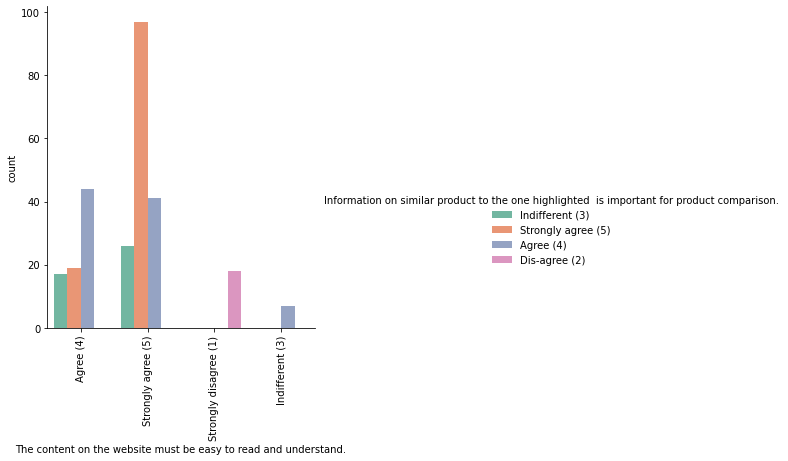 100
80
60
40
20
0
count
Agree (4)
Strongly agree (5)
Strongly disagree (1)
Indifferent (3)
The content on the website must be easy to read and understand.
Information on similar product to the one highlighted  is important for product comparison.
Indifferent (3)
Strongly agree (5)
Agree (4)
Dis-agree (2)